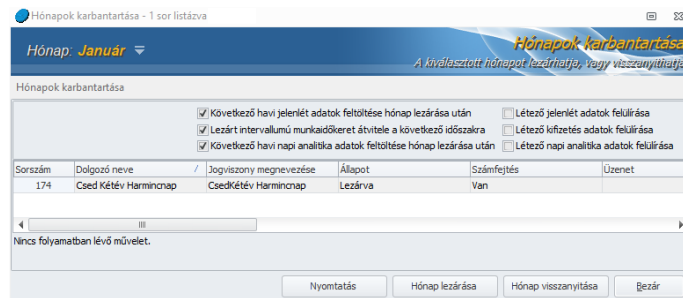 Hónapok karbantartása - 1 sor listázva
Hónap: Január
Hónapok karbantartása
A kiválasztott hónapot lezárhatja, vagy visszanyithatja
Hónapok karbantartása
Következő havi jelenlét adatok feltöltése hónap lezárása után
Létező jelenlét adatok felülírása
Lezárt intervallumú munkaidőkeret átvitele a következő időszakra
Létező kifizetés adatok felülírása
Következő havi napi analitika adatok feltöltése hónap lezárása után
Létező napi analitika adatok felülírása
Sorszám Dolgozó neve / Jogviszony megnevezése Állapot Számfejtés Üzenet
174 Csed Kétév Harmincnap CsedKétév Harmincnap Lezárva Van
Nincs folyamatban lévő művelet.
Nyomtatás Hónap lezárása Hónap visszanyitása Bezár